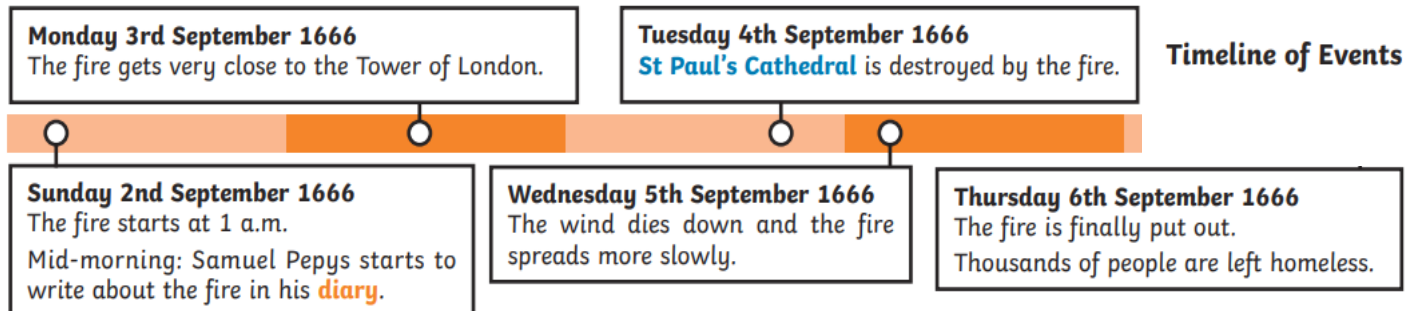 Monday 3rd September 1666
The fire gets very close to the Tower of London.
Tuesday 4th September 1666
St Paul's Cathedral is destroyed by the fire.
Timeline of Events
Sunday 2nd September 1666
The fire starts at 1 a.m.
Mid-morning: Samuel Pepys starts to
write about the fire in his diary.
Wednesday 5th September 1666
The wind dies down and the fire
spreads more slowly.
Thursday 6th September 1666
The fire is finally put out.
Thousands of people are left homeless.